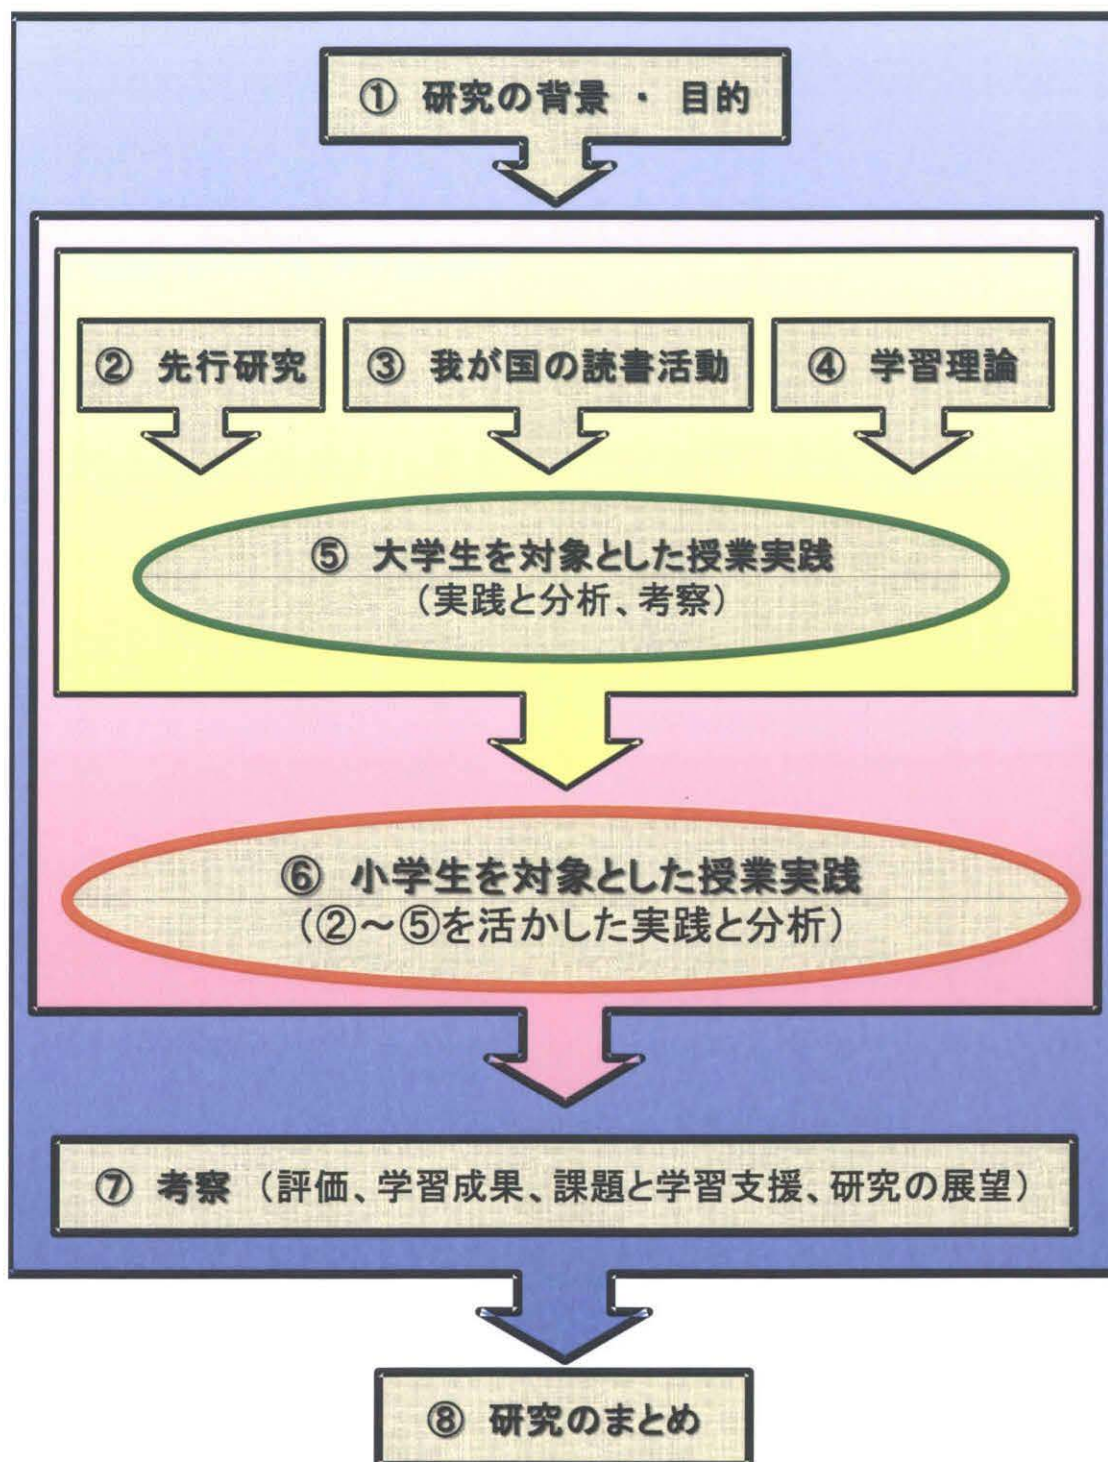 ① 研究の背景 ・ 目的
② 先行研究
③ 我が国の読書活動
④ 学習理論
⑤ 大学生を対象とした授業実践
（実践と分析、考察）
⑥ 小学生を対象とした授業実践
（②～⑤を活かした実践と分析）
⑦ 考察 （評価、学習成果、課題と学習支援、研究の展望）
⑧ 研究のまとめ